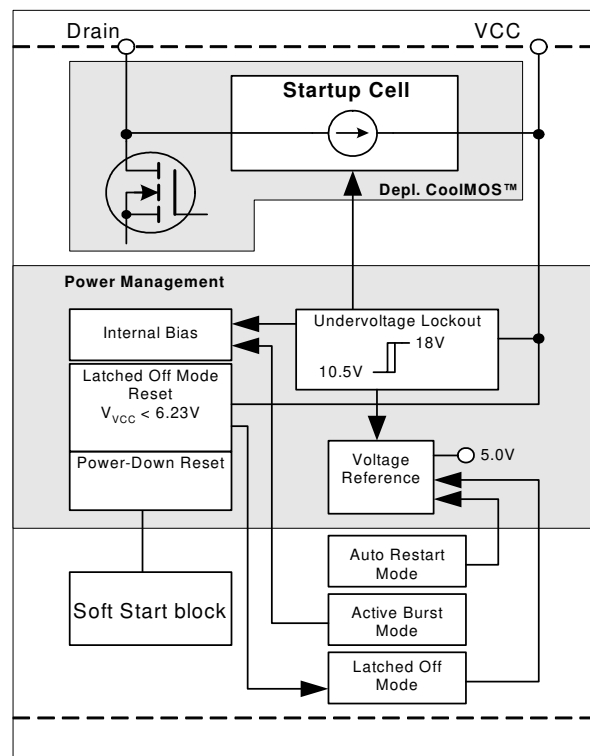 Drain
VCC
Startup Cell
Depl. CoolMOS™
Power Management
Internal Bias
Undervoltage Lockout
18V
10.5V
Latched Off Mode
Reset
VVCC < 6.23V
Power-Down Reset
Voltage
Reference
5.0V
Auto Restart
Mode
Soft Start block
Active Burst
Mode
Latched Off
Mode